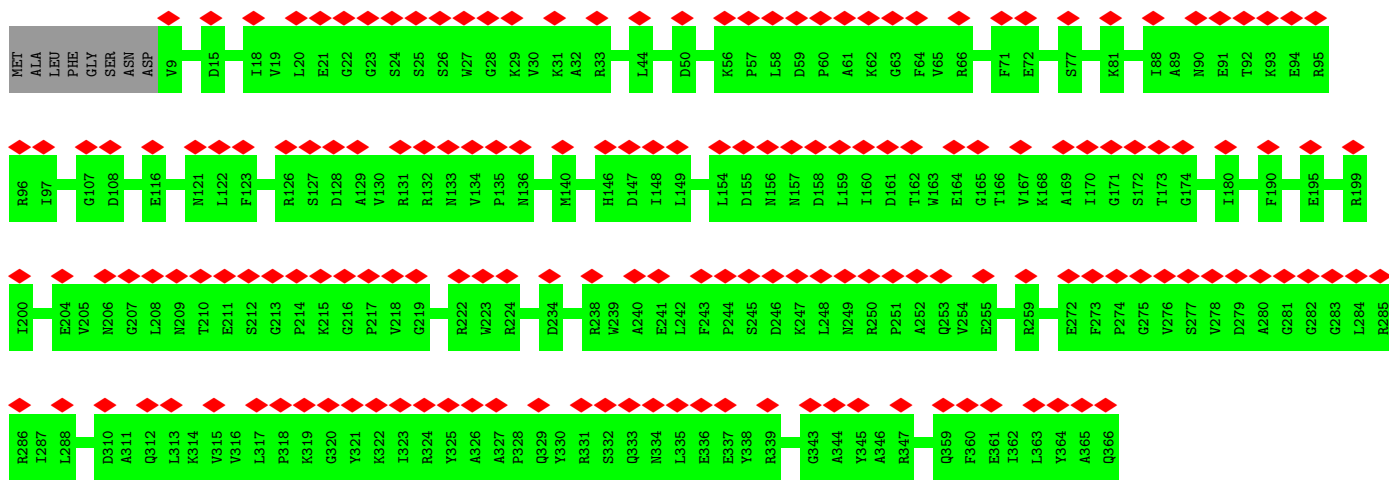 MET ALA LEU PHE GLY SER ASN ASP V9 D15 I18 V19 L20 E21 G22 G23 S24 S25 S26 W27 G28 K29 V30 K31 A32 R33 L44 D50 K56 P57 L58 D59 P60 A61 K62 G63 F64 V65 R66 F71 E72 S77 K81 I88 A89 N90 E91 T92 K93 E94 R95
R96 I97 G107 D108 E116 N121 L122 F123 R126 S127 D128 A129 V130 R131 R132 N133 V134 P135 N136 M140 H146 D147 I148 L149 L154 D155 N156 N157 D158 L159 I160 D161 T162 W163 E164 G165 T166 V167 K168 A169 I170 G171 S172 T173 G174 I180 F190 E195 R199
I200 E204 V205 N206 G207 L208 N209 T210 E211 S212 G213 P214 K215 G216 P217 V218 G219 R222 W223 R224 D234 R238 W239 A240 E241 L242 F243 P244 S245 D246 K247 L248 N249 R250 P251 A252 Q253 V254 E255 R259 E272 F273 P274 G275 V276 S277 V278 D279 A280 G281 G282 G283 L284 R285
R286 I287 L288 D310 A311 Q312 L313 K314 V315 V316 L317 P318 K319 G320 Y321 K322 I323 R324 Y325 A326 A327 P328 Q329 Y330 R331 S332 Q333 N334 L335 E336 E337 Y338 R339 G343 A344 Y345 A346 R347 Q359 F360 E361 I362 L363 Y364 A365 Q366